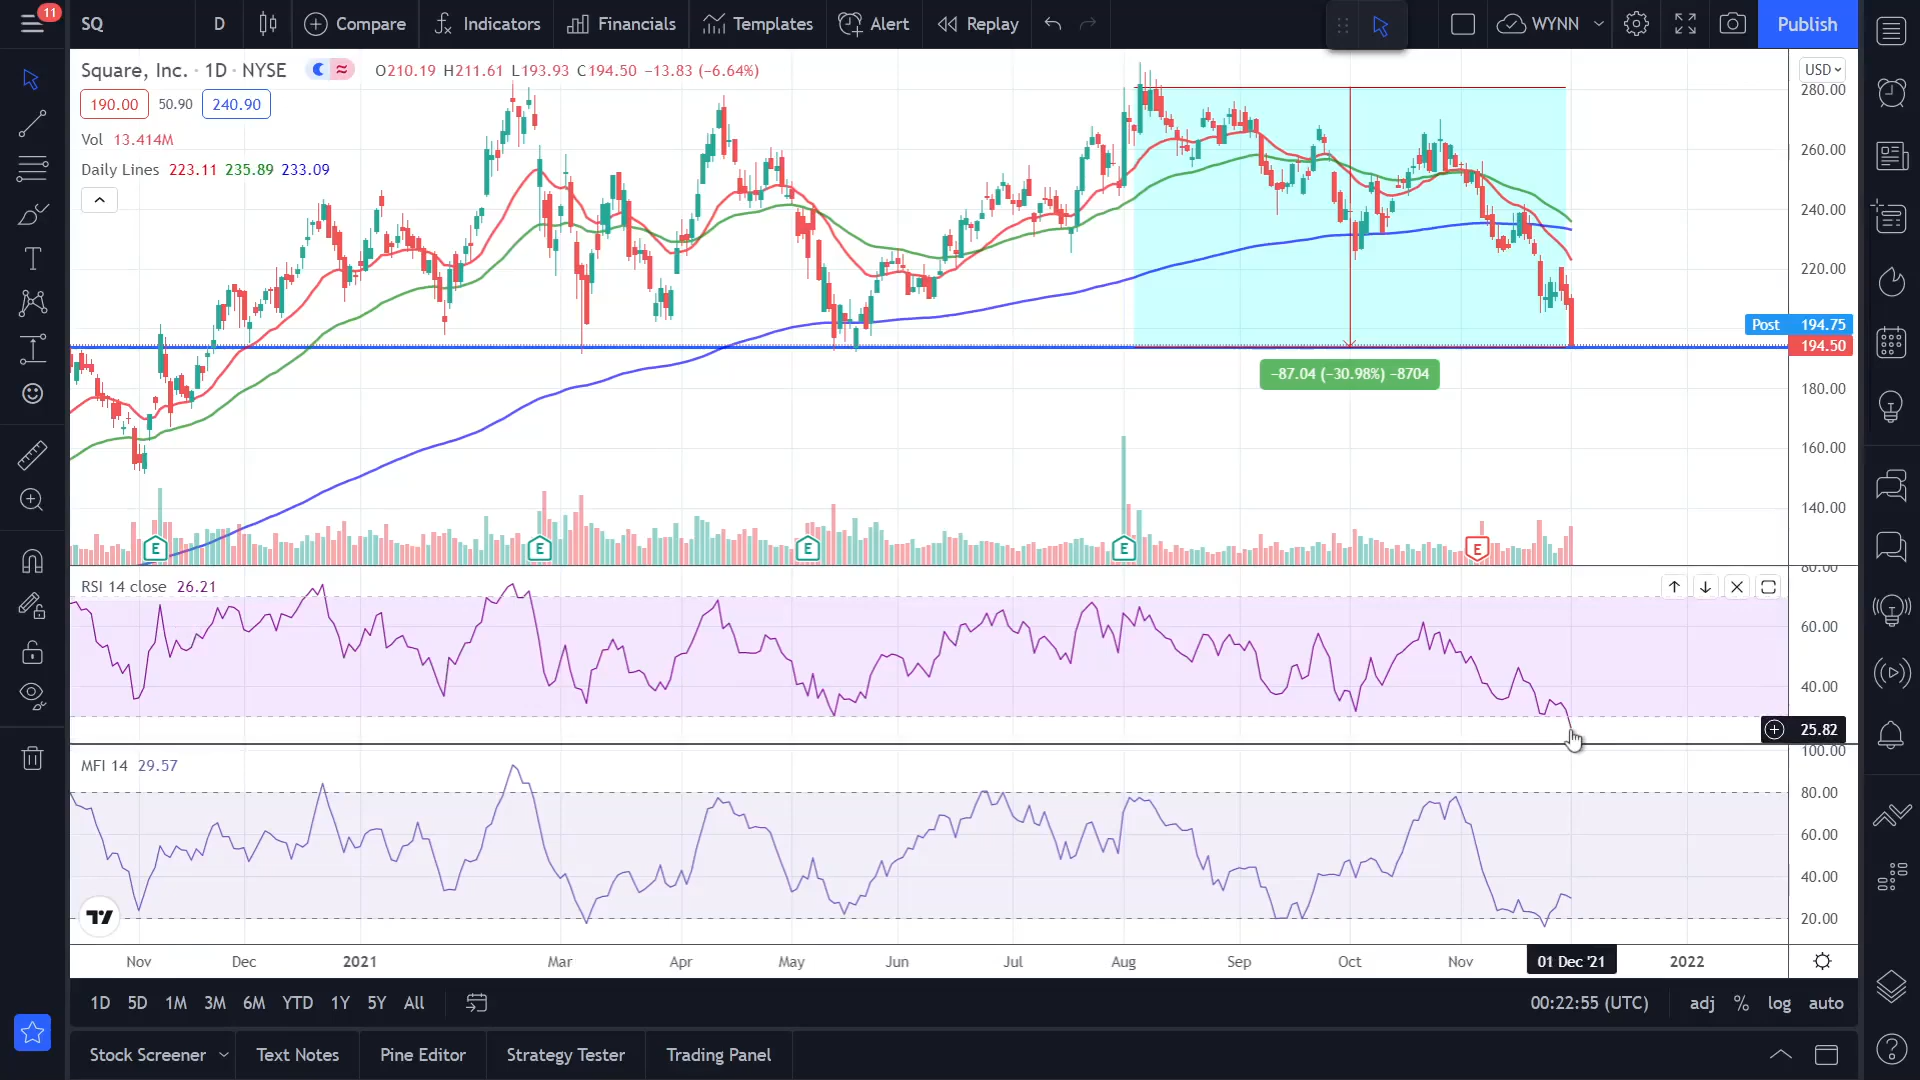 11
SQ
D
Compare
Indicators
Financials
Templates
Alert
Replay
WYNN
Publish
Square, Inc. · 1D · NYSE
O210.19 H211.61 L193.93 C194.50 −13.83 (−6.64%)
USD
190.00 50.90 240.90
Vol 13.414M
Daily Lines 223.11 235.89 233.09
280.00
260.00
240.00
220.00
Post 194.75
194.50
180.00
160.00
140.00
−87.04 (−30.98%) −8704
E
E
E
E
E
RSI 14 close 26.21
80.00
60.00
40.00
25.82
MFI 14 29.57
100.00
80.00
60.00
40.00
20.00
Nov
Dec
2021
Mar
Apr
May
Jun
Jul
Aug
Sep
Oct
Nov
01 Dec '21
2022
1D 5D 1M 3M 6M YTD 1Y 5Y All
00:22:55 (UTC)
adj % log auto
Stock Screener
Text Notes
Pine Editor
Strategy Tester
Trading Panel